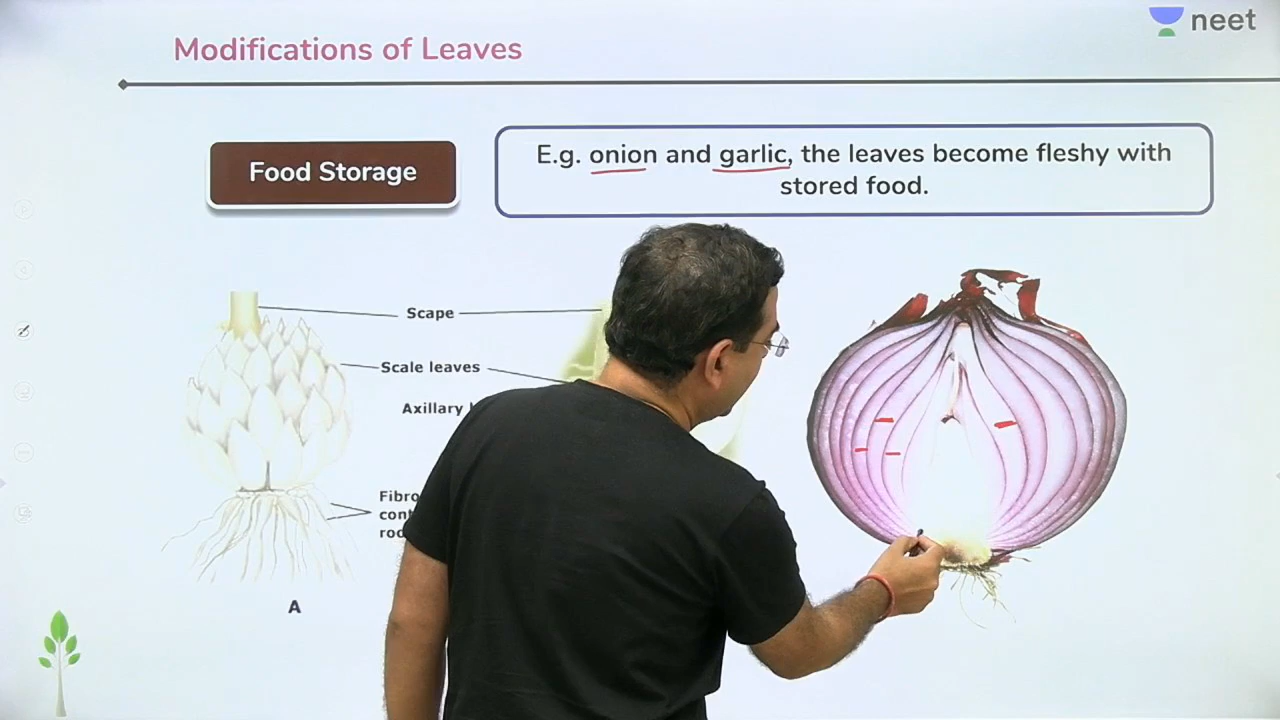 neet
Modifications of Leaves
Food Storage
E.g. onion and garlic, the leaves become fleshy with
stored food.
Scape
Scale leaves
Axillary
A